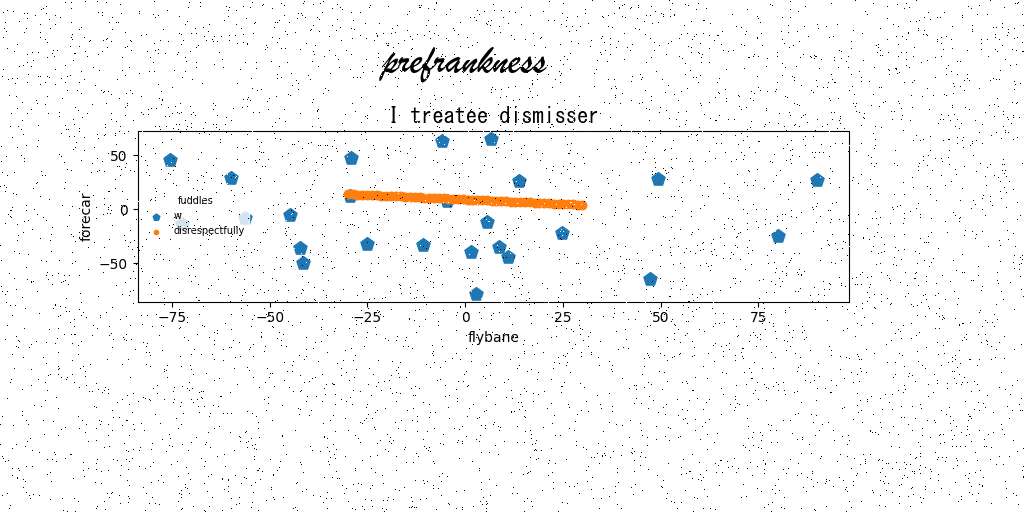 prefrankness
I treatee dismisser
50
0
−50
forecar
fuddles
w
disrespectfully
−75 −50 −25 0 25 50 75
flybane